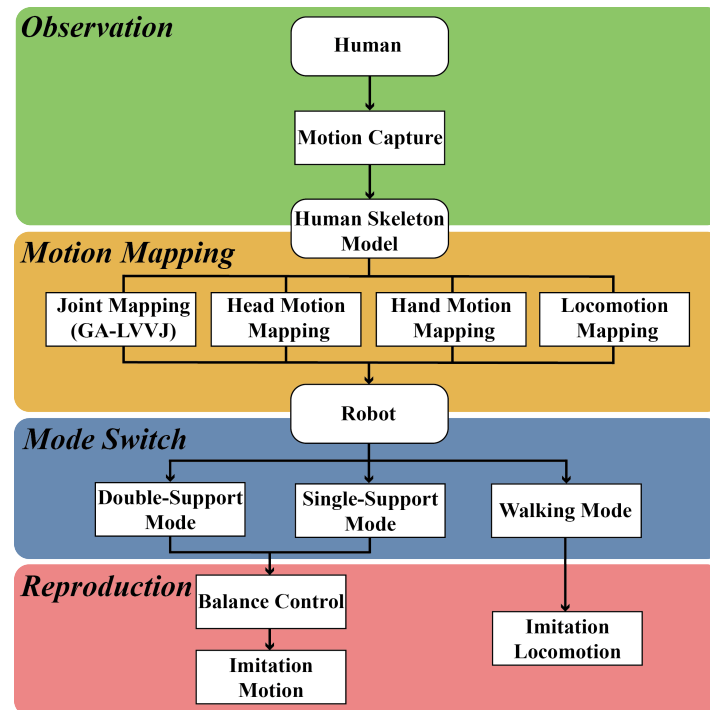 Observation
Human
Motion Capture
Human Skeleton
Model
Motion Mapping
Joint Mapping
(GA-LVVJ)
Head Motion
Mapping
Hand Motion
Mapping
Locomotion
Mapping
Robot
Mode Switch
Double-Support
Mode
Single-Support
Mode
Walking Mode
Reproduction
Balance Control
Imitation
Motion
Imitation
Locomotion